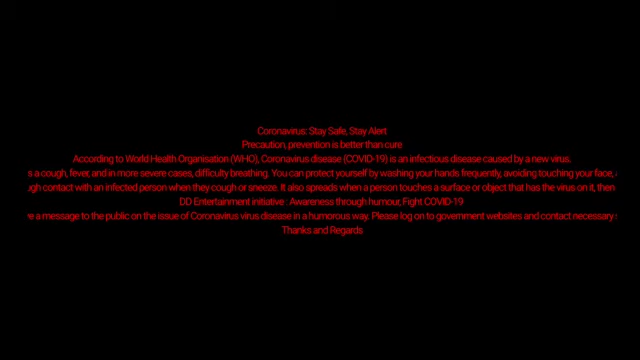 Coronavirus: Stay Safe, Stay Alert
Precaution, prevention is better than cure
According to World Health Organisation (WHO), Coronavirus disease (COVID-19) is an infectious disease caused by a new virus.
s a cough, fever, and in more severe cases, difficulty breathing. You can protect yourself by washing your hands frequently, avoiding touching your face,
contact with an infected person when they cough or sneeze. It also spreads when a person touches a surface or object that has the virus on it, then
DD Entertainment initiative : Awareness through humour, Fight COVID-19
a message to the public on the issue of Coronavirus virus disease in a humorous way. Please log on to government websites and contact necessary
Thanks and Regards